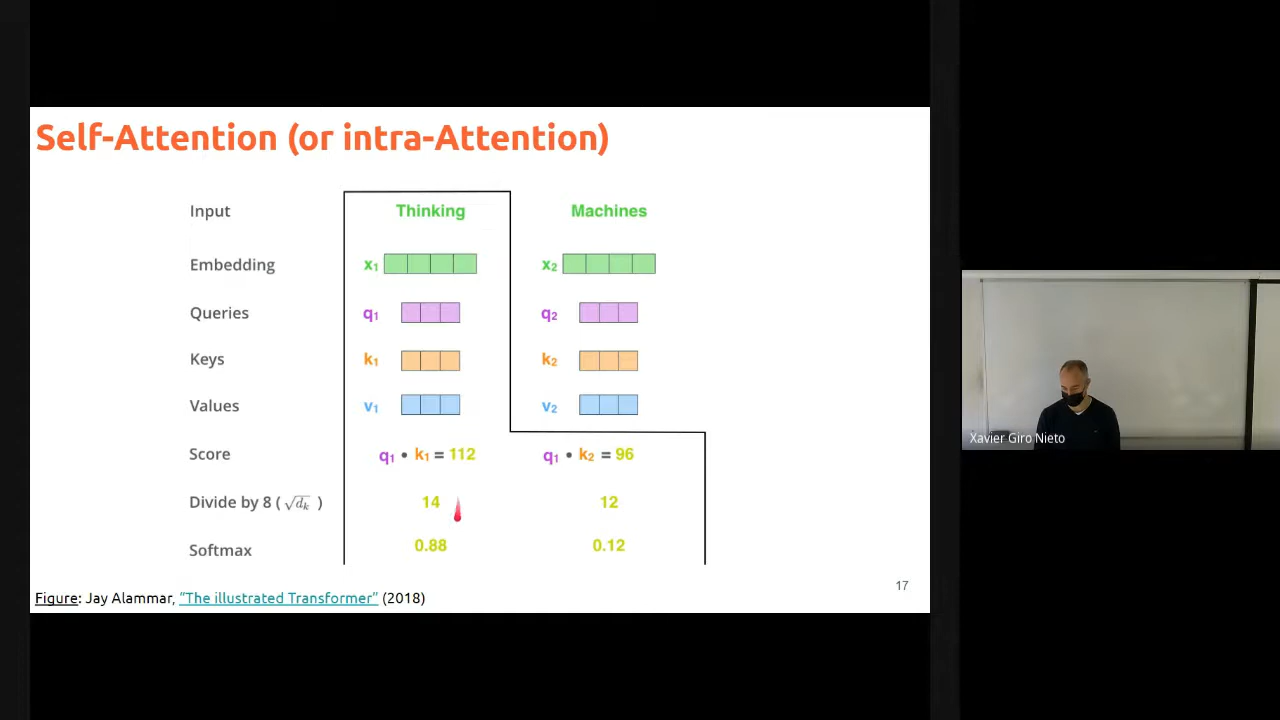 Self-Attention (or intra-Attention)
Input Thinking Machines
Embedding x₁ x₂
Queries q₁ q₂
Keys k₁ k₂
Values v₁ v₂
Score q₁ • k₁ = 112 q₁ • k₂ = 96
Divide by 8 ( √dₖ ) 14 12
Softmax 0.88 0.12
17
Figure: Jay Alammar, “The illustrated Transformer” (2018)
Xavier Giro Nieto